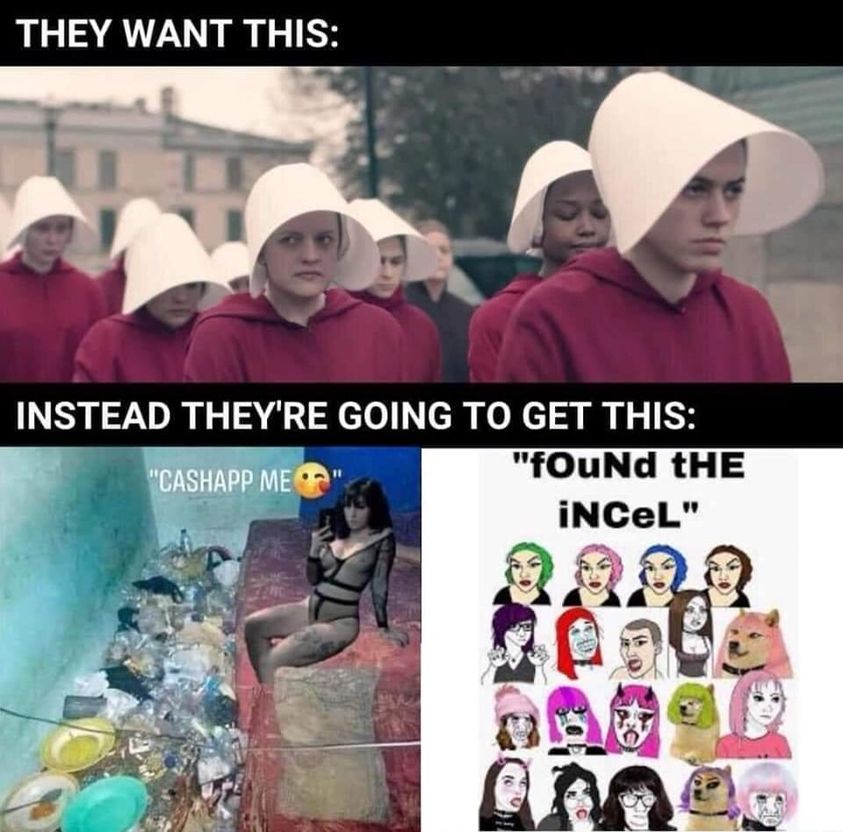 THEY WANT THIS:
INSTEAD THEY'RE GOING TO GET THIS:
"CASHAPP ME😘"
"fOuNd tHE
iNCeL"